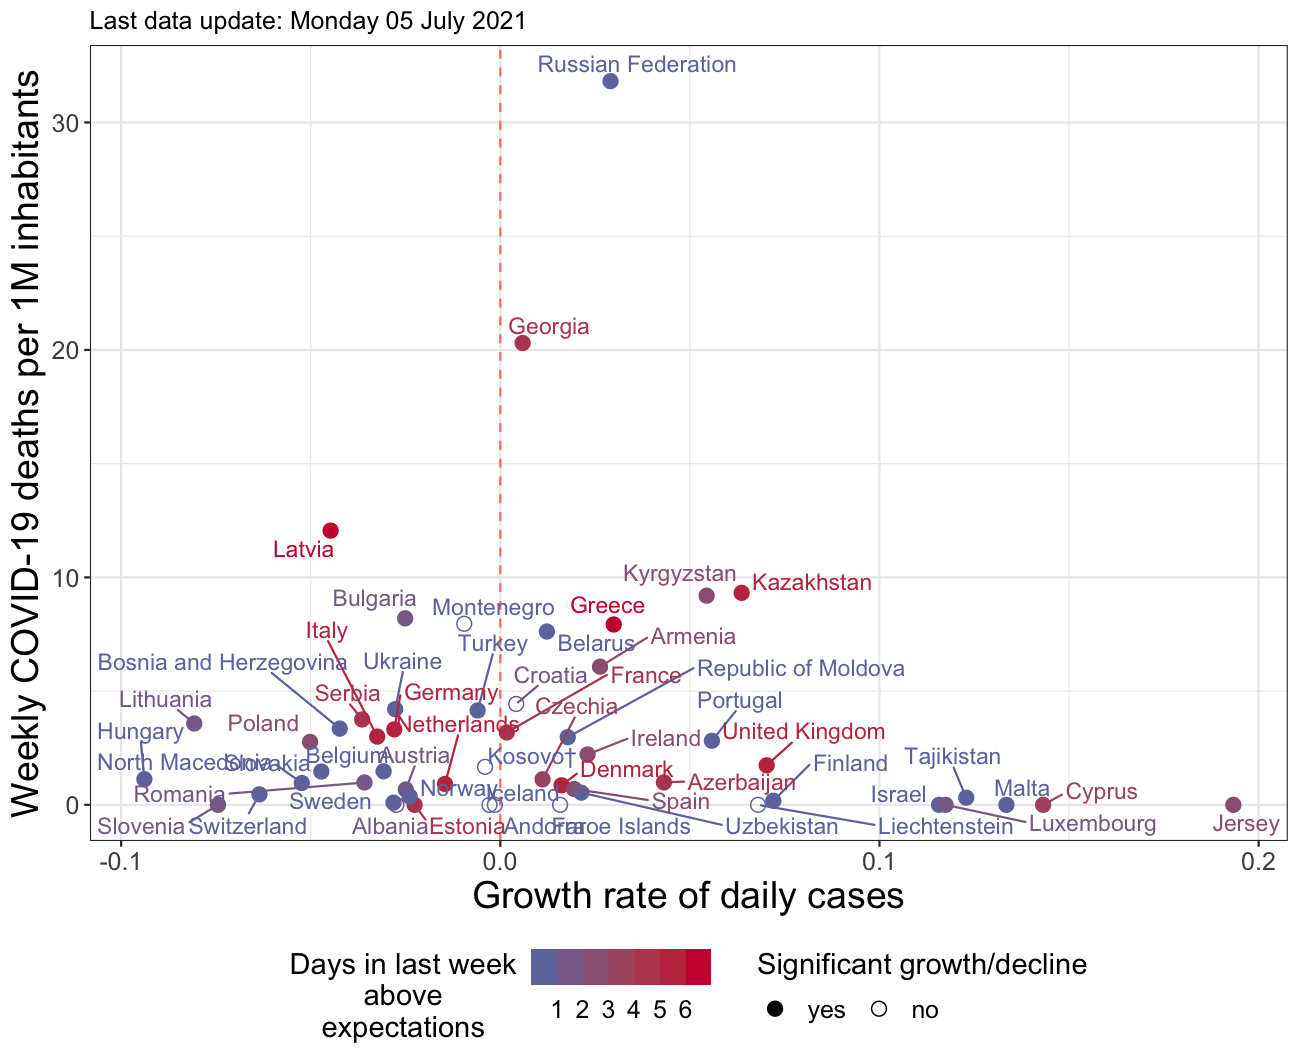 Last data update: Monday 05 July 2021
Weekly COVID-19 deaths per 1M inhabitants
30
20
10
0
Russian Federation
Georgia
Latvia
Kyrgyzstan
Kazakhstan
Bulgaria
Montenegro
Greece
Italy
Turkey
Belarus
Armenia
Bosnia and Herzegovina
Ukraine
Croatia
France
Republic of Moldova
Lithuania
Serbia
Germany
Czechia
Portugal
Hungary
Poland
Netherlands
Ireland
United Kingdom
North Macedonia
Slovakia
Belgium
Austria
Kosovo†
Denmark
Finland
Tajikistan
Romania
Sweden
Norway
Iceland
Spain
Azerbaijan
Israel
Malta
Cyprus
Slovenia
Switzerland
Albania
Estonia
Andorra
Faroe Islands
Uzbekistan
Liechtenstein
Luxembourg
Jersey
-0.1
0.0
0.1
0.2
Growth rate of daily cases
Days in last week
above
expectations
1 2 3 4 5 6
Significant growth/decline
yes
no